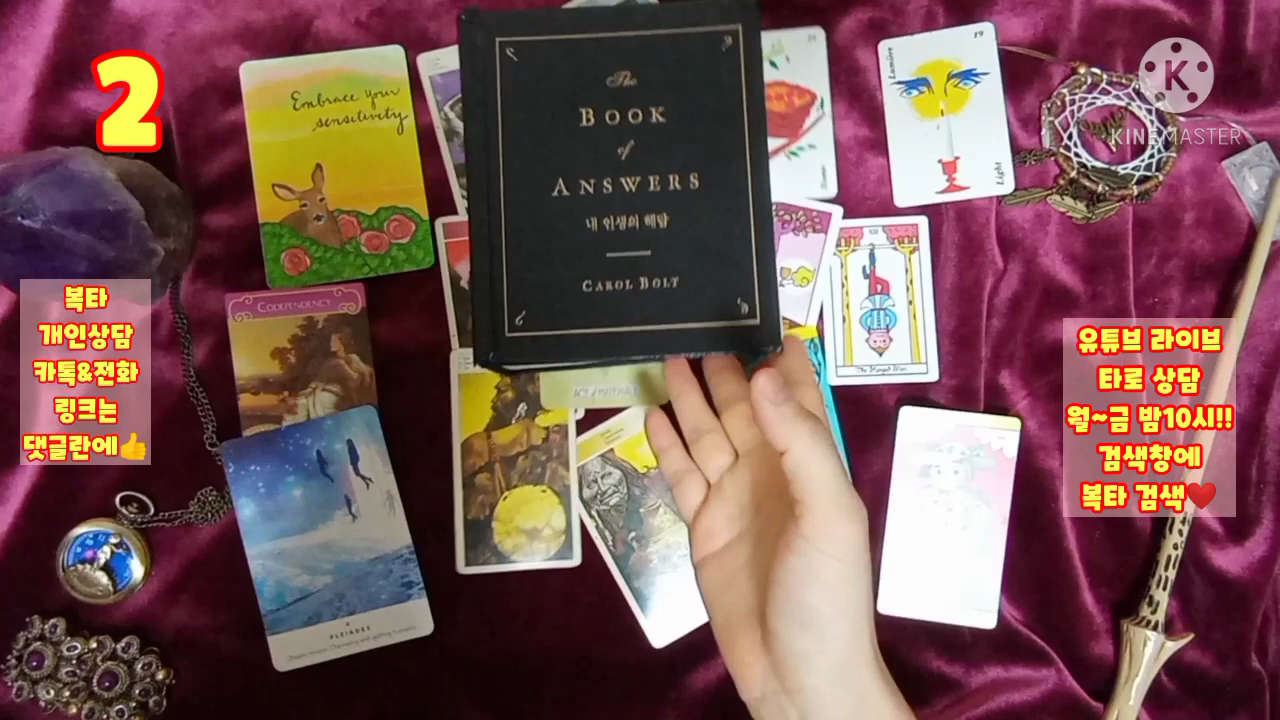 2
Embrace your
sensitivity
The
BOOK
of
ANSWERS
내 인생의 해답
CAROL BOLT
19
Lumière
Light
K
KINEMASTER
CODEPENDENCY
XII
The Hanged Man.
복타
개인상담
카톡&전화
링크는
댓글란에👍
유튜브 라이브
타로 상담
월~금 밤10시!!
검색창에
복타 검색❤️
PLEIADES